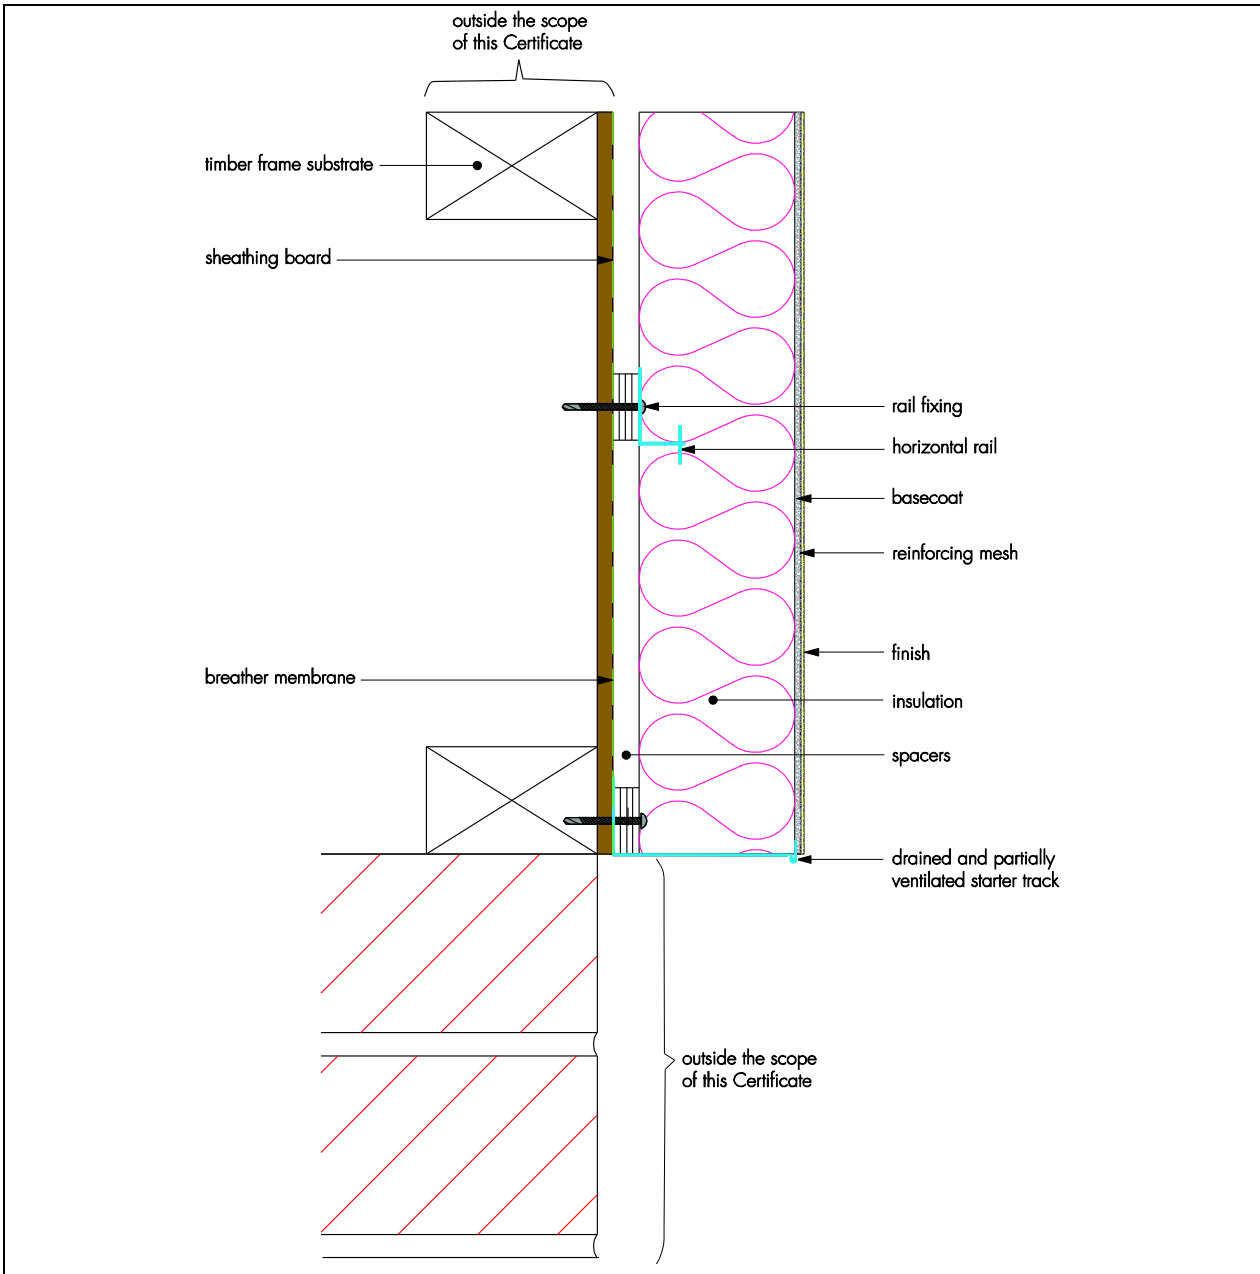 outside the scope
of this Certificate
timber frame substrate
sheathing board
rail fixing
horizontal rail
basecoat
reinforcing mesh
finish
breather membrane
insulation
spacers
drained and partially
ventilated starter track
outside the scope
of this Certificate